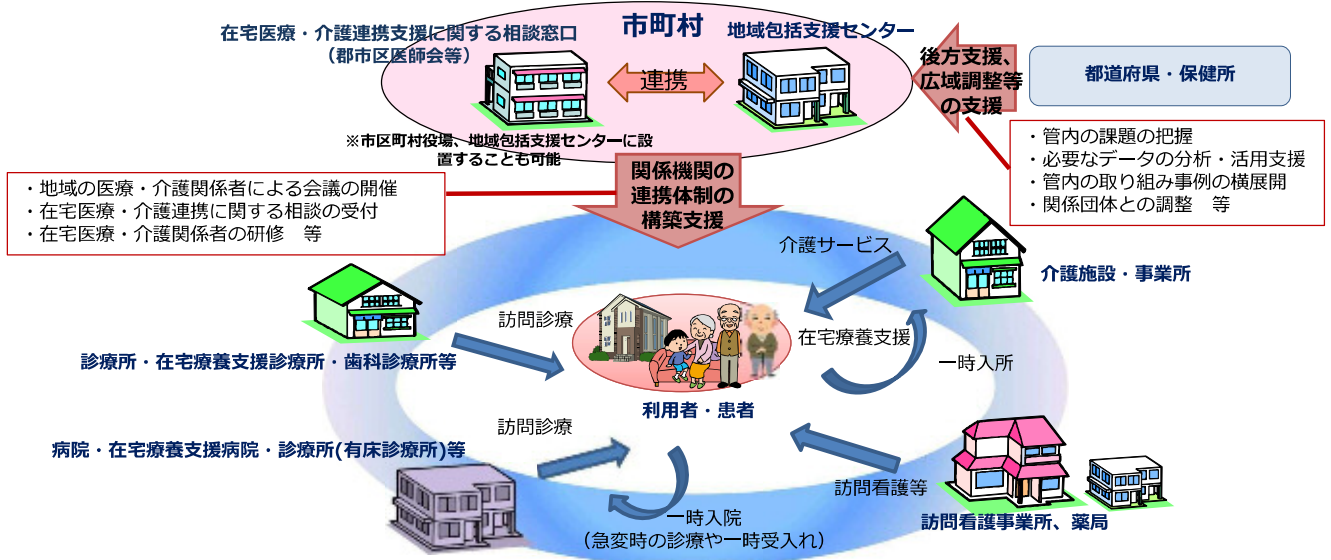 市町村
在宅医療・介護連携支援に関する相談窓口
（郡市区医師会等）
地域包括支援センター
連携
※市区町村役場、地域包括支援センターに設
置することも可能
後方支援、
広域調整等
の支援
都道府県・保健所
・管内の課題の把握
・必要なデータの分析・活用支援
・管内の取り組み事例の横展開
・関係団体との調整　等
関係機関の
連携体制の
構築支援
・地域の医療・介護関係者による会議の開催
・在宅医療・介護連携に関する相談の受付
・在宅医療・介護関係者の研修　等
介護サービス
介護施設・事業所
訪問診療
在宅療養支援
一時入所
診療所・在宅療養支援診療所・歯科診療所等
利用者・患者
訪問診療
病院・在宅療養支援病院・診療所(有床診療所)等
訪問看護等
一時入院
（急変時の診療や一時受入れ）
訪問看護事業所、薬局